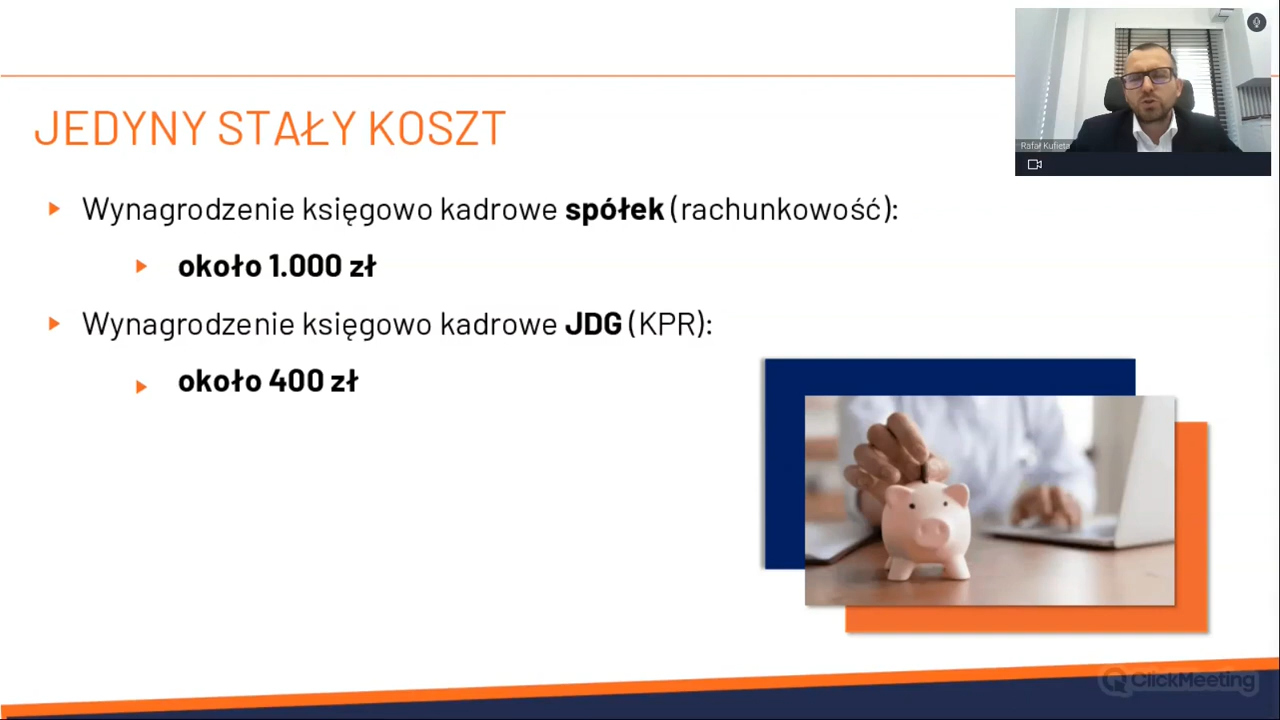 JEDYNY STAŁY KOSZT
Wynagrodzenie księgowo kadrowe spółek (rachunkowość):
około 1.000 zł
Wynagrodzenie księgowo kadrowe JDG (KPR):
około 400 zł
Rafał Kufieta
ClickMeeting